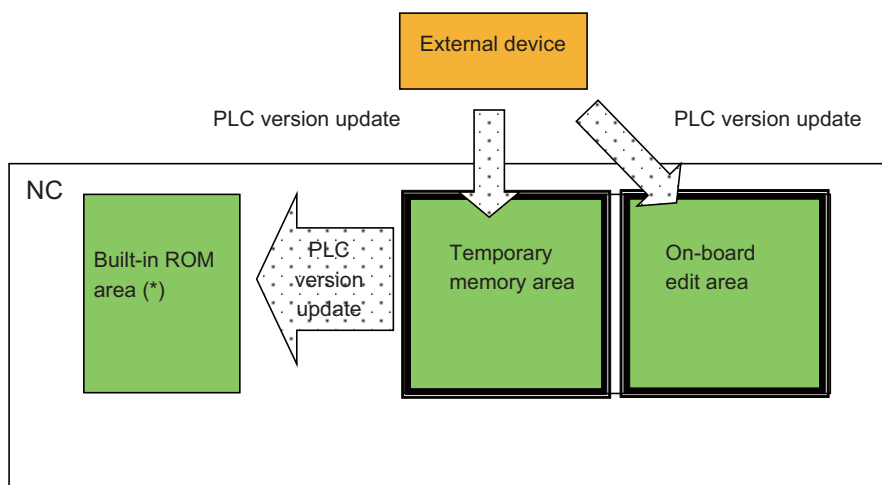 External device
PLC version update
PLC version update
NC
Built-in ROM
area (*)
PLC
version
update
Temporary
memory area
On-board
edit area